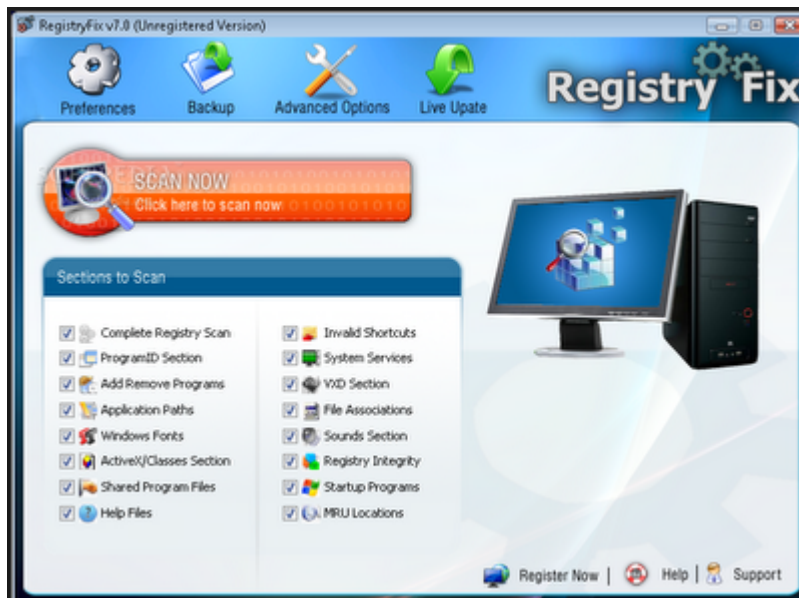 RegistryFix v7.0 (Unregistered Version)
Preferences
Backup
Advanced Options
Live Upate
Registry Fix
SOFTPEDIA
SCAN NOW
Click here to scan now
Sections to Scan
Complete Registry Scan
ProgramID Section
Add Remove Programs
Application Paths
Windows Fonts
ActiveX/Classes Section
Shared Program Files
Help Files
Invalid Shortcuts
System Services
VXD Section
File Associations
Sounds Section
Registry Integrity
Startup Programs
MRU Locations
Register Now |
Help |
Support